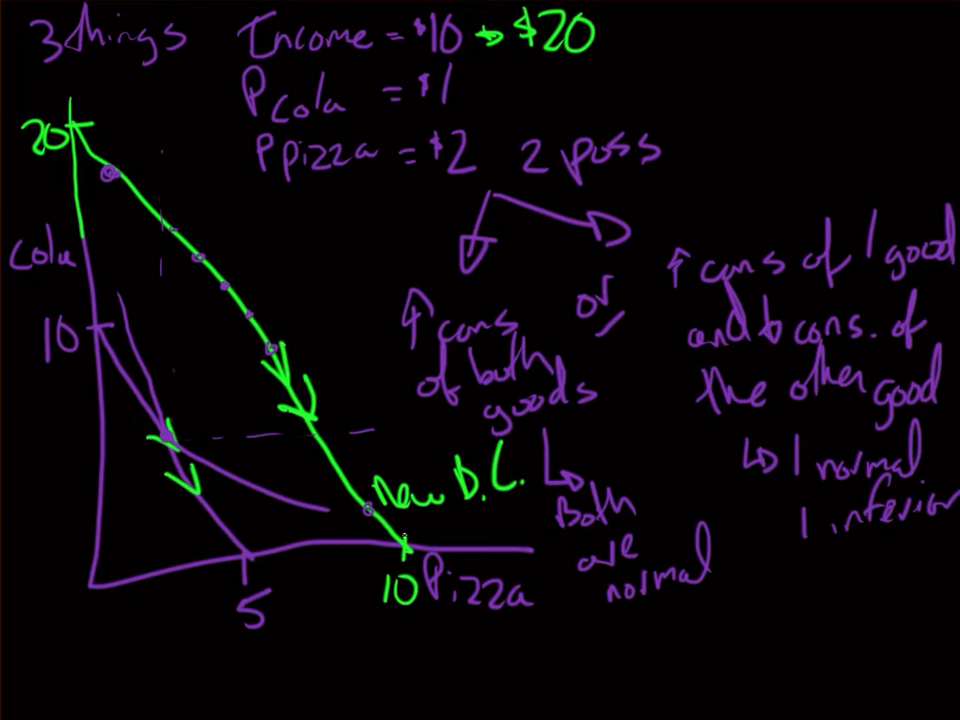 3 things
Income = $10 → $20
P cola = $1
P pizza = $2
2 poss
20
Cola
10
↑ cons
of both
goods
or
↑ cons of 1 good
and ↓ cons. of
the other good
↳ 1 normal
1 inferior
New B.C.
↳ Both
are
normal
5
10
Pizza